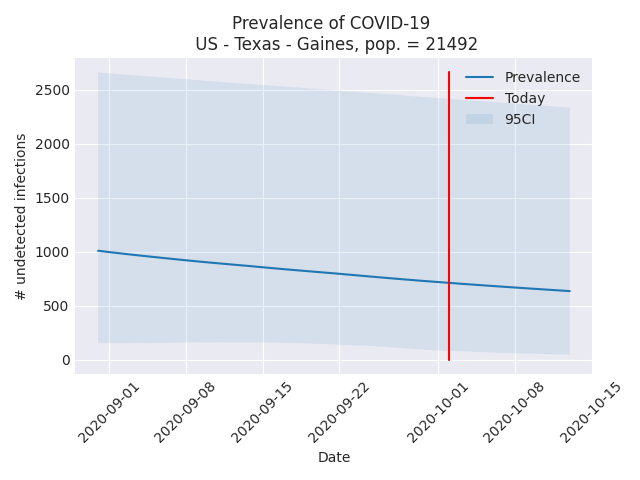 Prevalence of COVID-19
US - Texas - Gaines, pop. = 21492
Prevalence
Today
95CI
# undetected infections
2500
2000
1500
1000
500
0
2020-09-01
2020-09-08
2020-09-15
2020-09-22
2020-10-01
2020-10-08
2020-10-15
Date